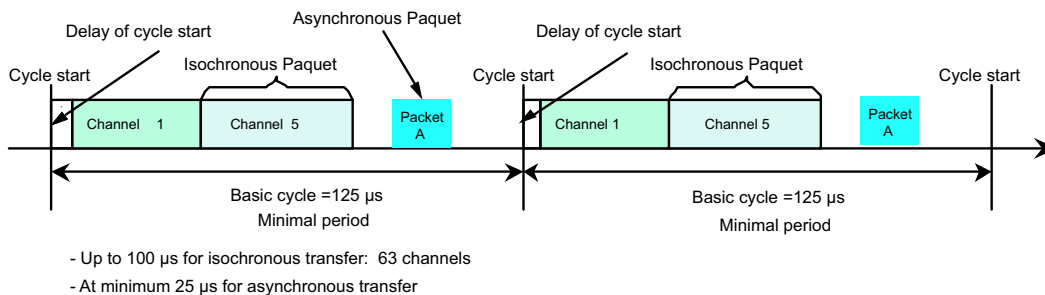 Asynchronous Paquet
Delay of cycle start
Delay of cycle start
Cycle start
Isochronous Paquet
Cycle start
Isochronous Paquet
Cycle start
Channel 1
Channel 5
Packet
A
Channel 1
Channel 5
Packet
A
Basic cycle =125 µs
Minimal period
Basic cycle =125 µs
Minimal period
- Up to 100 µs for isochronous transfer: 63 channels
- At minimum 25 µs for asynchronous transfer